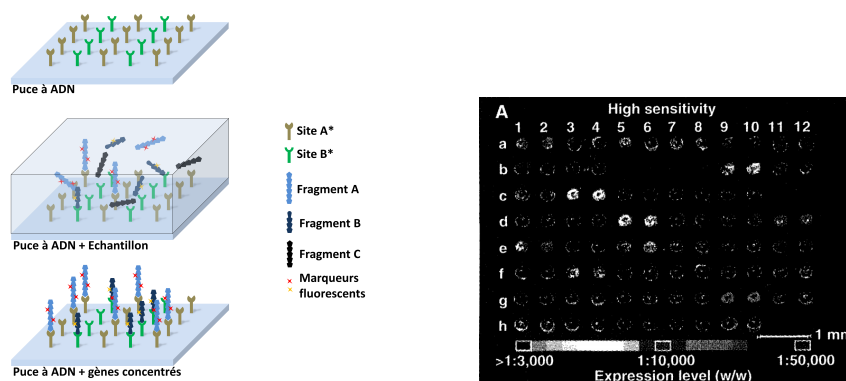 Puce à ADN
Puce à ADN + Echantillon
Puce à ADN + gènes concentrés
Site A*
Site B*
Fragment A
Fragment B
Fragment C
Marqueurs
fluorescents
A
High sensitivity
1 2 3 4 5 6 7 8 9 10 11 12
a
b
c
d
e
f
g
h
1 mm
>1:3,000 1:10,000 1:50,000
Expression level (w/w)